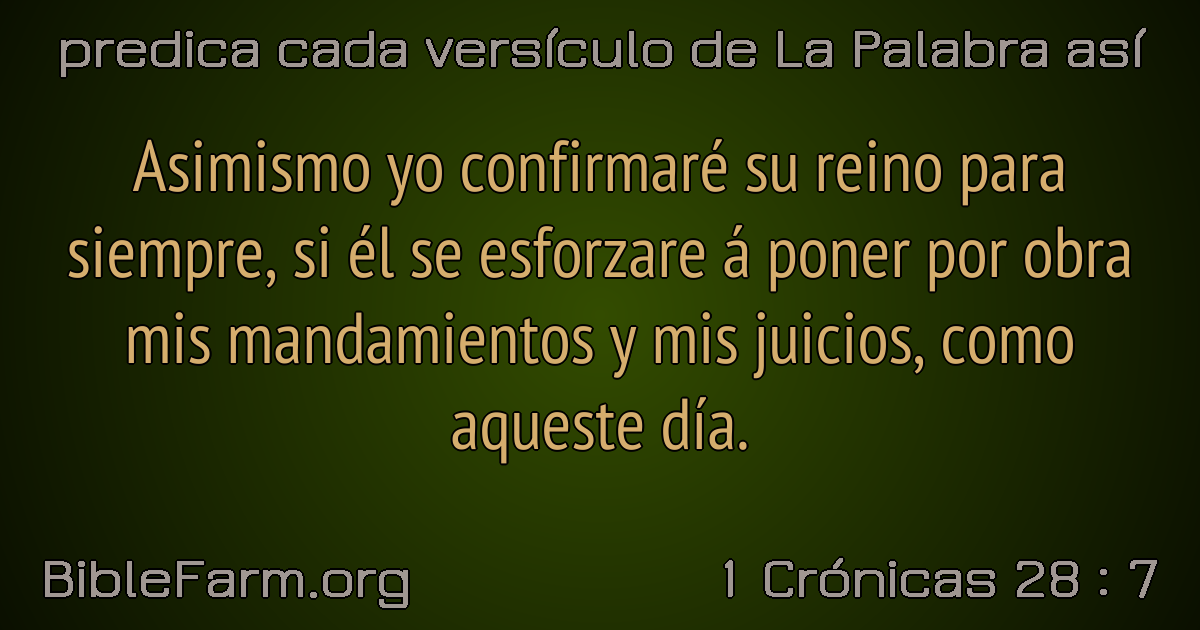 predica cada versículo de La Palabra así
Asimismo yo confirmaré su reino para
siempre, si él se esforzare á poner por obra
mis mandamientos y mis juicios, como
aqueste día.
BibleFarm.org
1 Crónicas 28 : 7